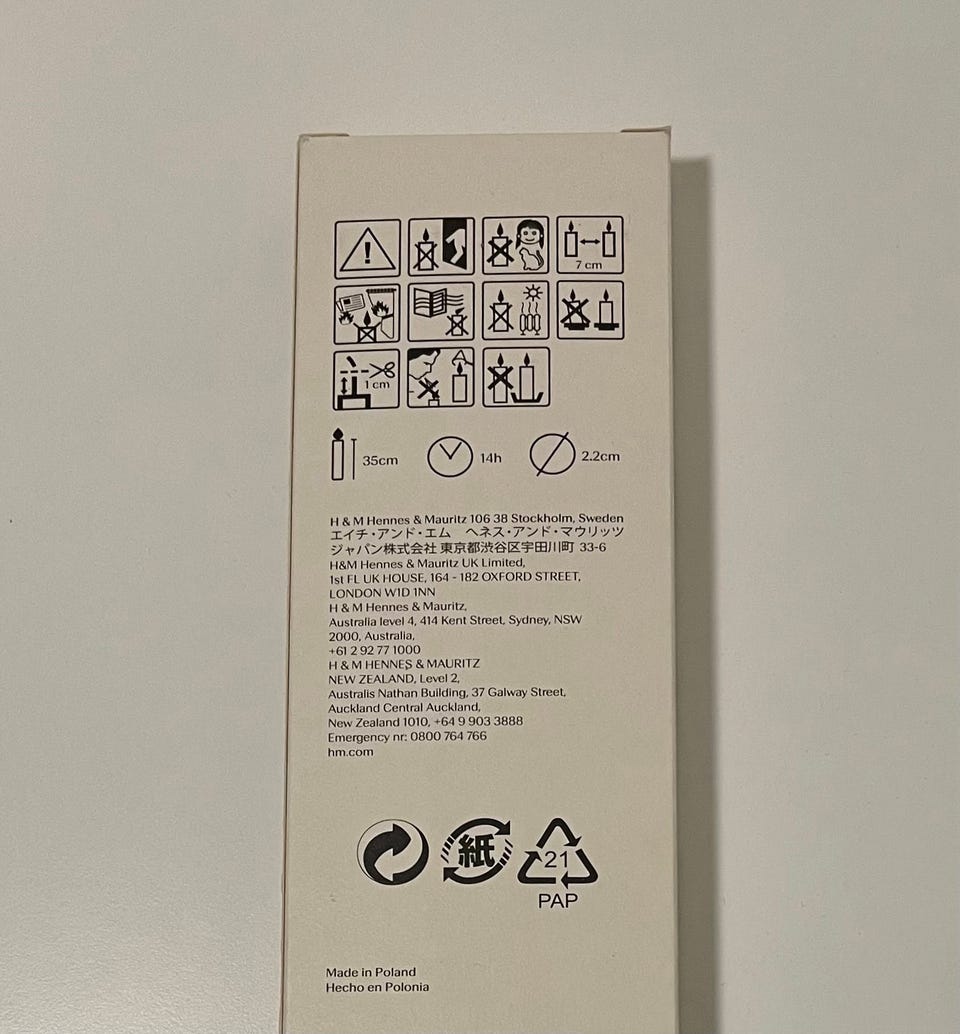 !
7 cm
1 cm
35cm 14h 2.2cm
H & M Hennes & Mauritz 106 38 Stockholm, Sweden
エイチ・アンド・エム ヘネス・アンド・マウリッツ
ジャパン株式会社 東京都渋谷区宇田川町 33-6
H&M Hennes & Mauritz UK Limited,
1st FL UK HOUSE, 164 - 182 OXFORD STREET,
LONDON W1D 1NN
H & M Hennes & Mauritz,
Australia level 4, 414 Kent Street, Sydney, NSW
2000, Australia,
+61 2 92 77 1000
H & M HENNES & MAURITZ
NEW ZEALAND, Level 2,
Australis Nathan Building, 37 Galway Street,
Auckland Central Auckland,
New Zealand 1010, +64 9 903 3888
Emergency nr: 0800 764 766
hm.com
紙 21
PAP
Made in Poland
Hecho en Polonia